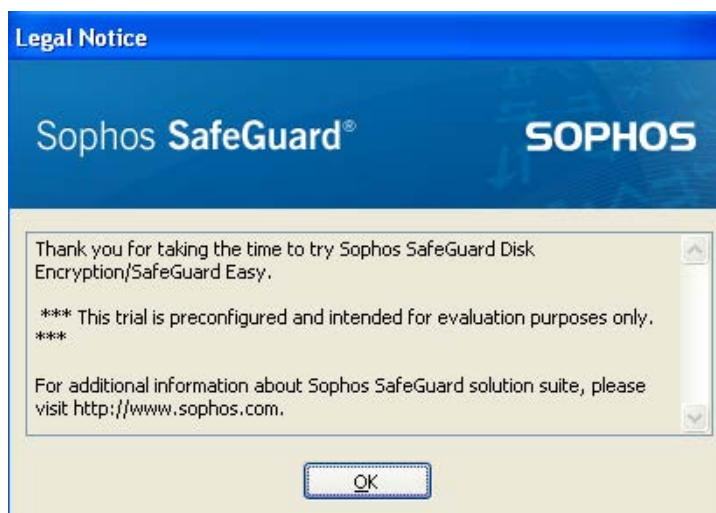 Legal Notice
Sophos SafeGuard®
SOPHOS
Thank you for taking the time to try Sophos SafeGuard Disk
Encryption/SafeGuard Easy.
*** This trial is preconfigured and intended for evaluation purposes only.
***
For additional information about Sophos SafeGuard solution suite, please
visit http://www.sophos.com.
OK